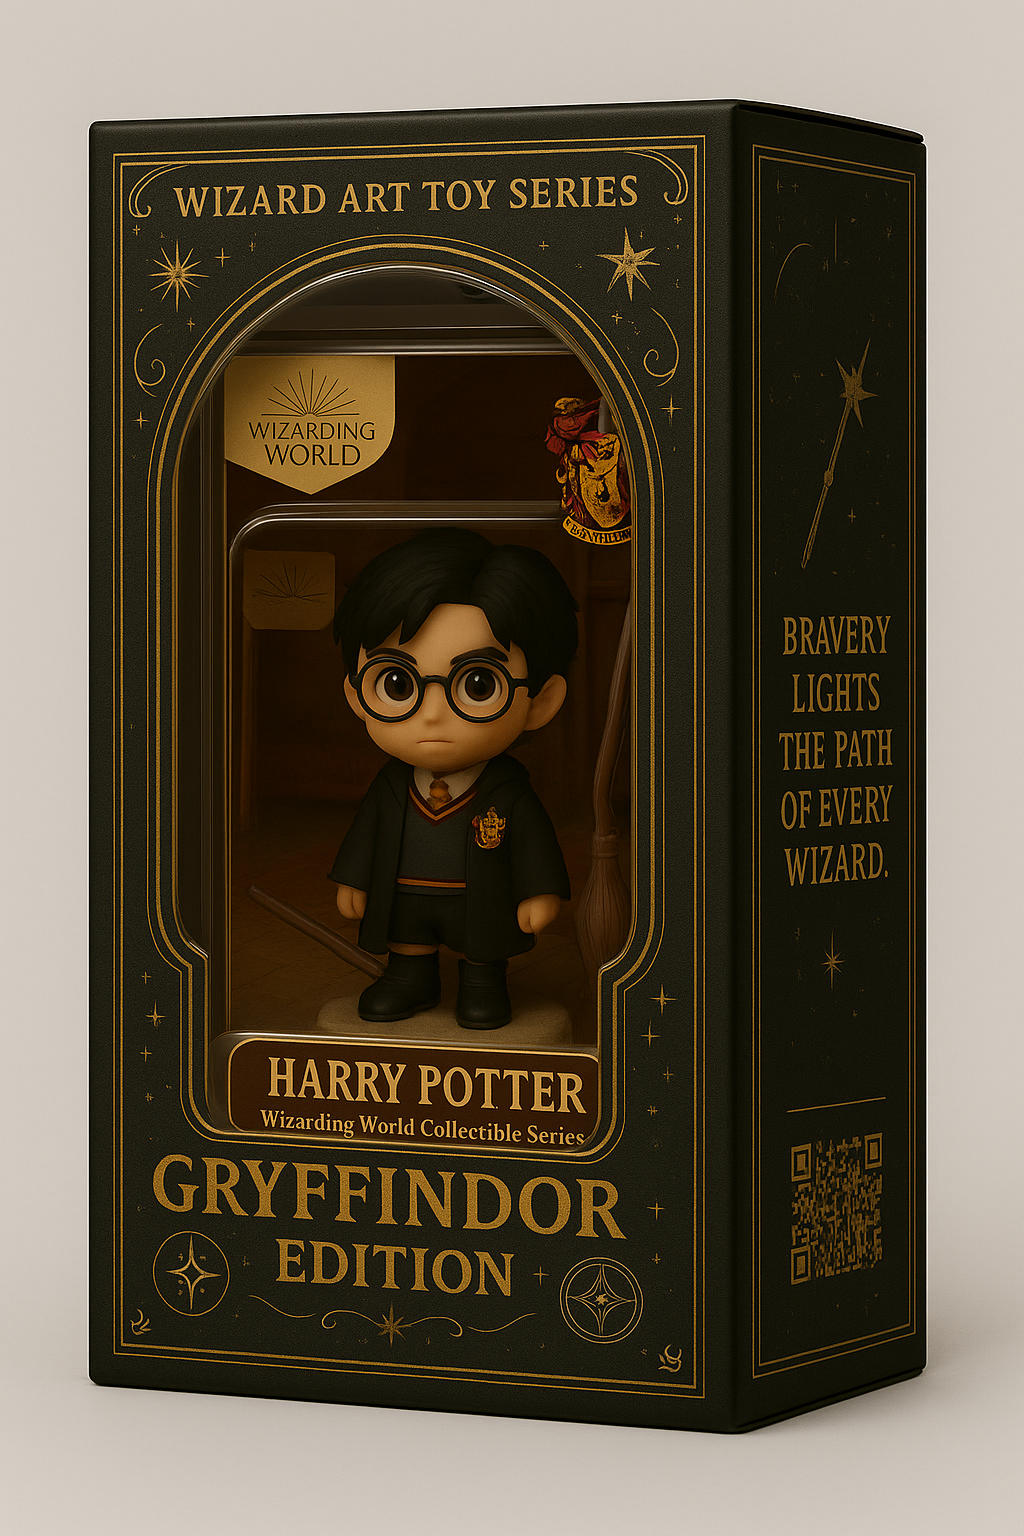 WIZARD ART TOY SERIES
WIZARDING
WORLD
HARRY POTTER
Wizarding World Collectible Series
GRYFFINDOR
EDITION
BRAVERY
LIGHTS
THE PATH
OF EVERY
WIZARD.